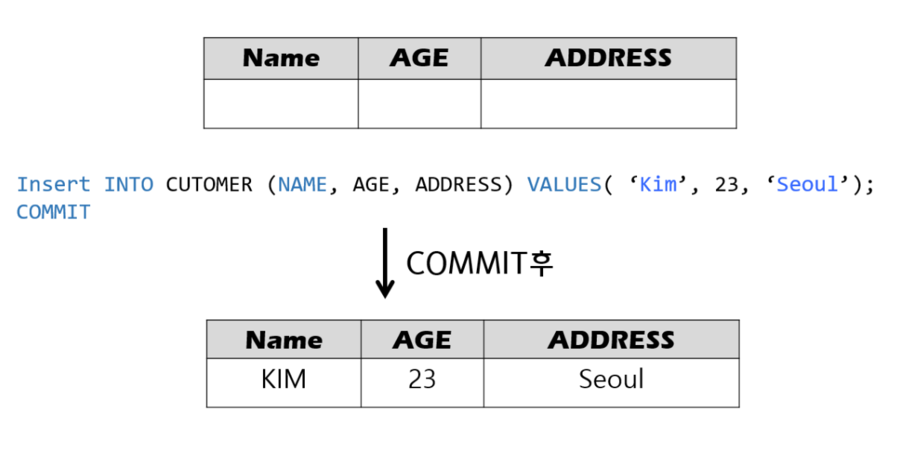 Name AGE ADDRESS
Insert INTO CUTOMER (NAME, AGE, ADDRESS) VALUES( ‘Kim’, 23, ‘Seoul’);
COMMIT
COMMIT후
Name AGE ADDRESS
KIM 23 Seoul